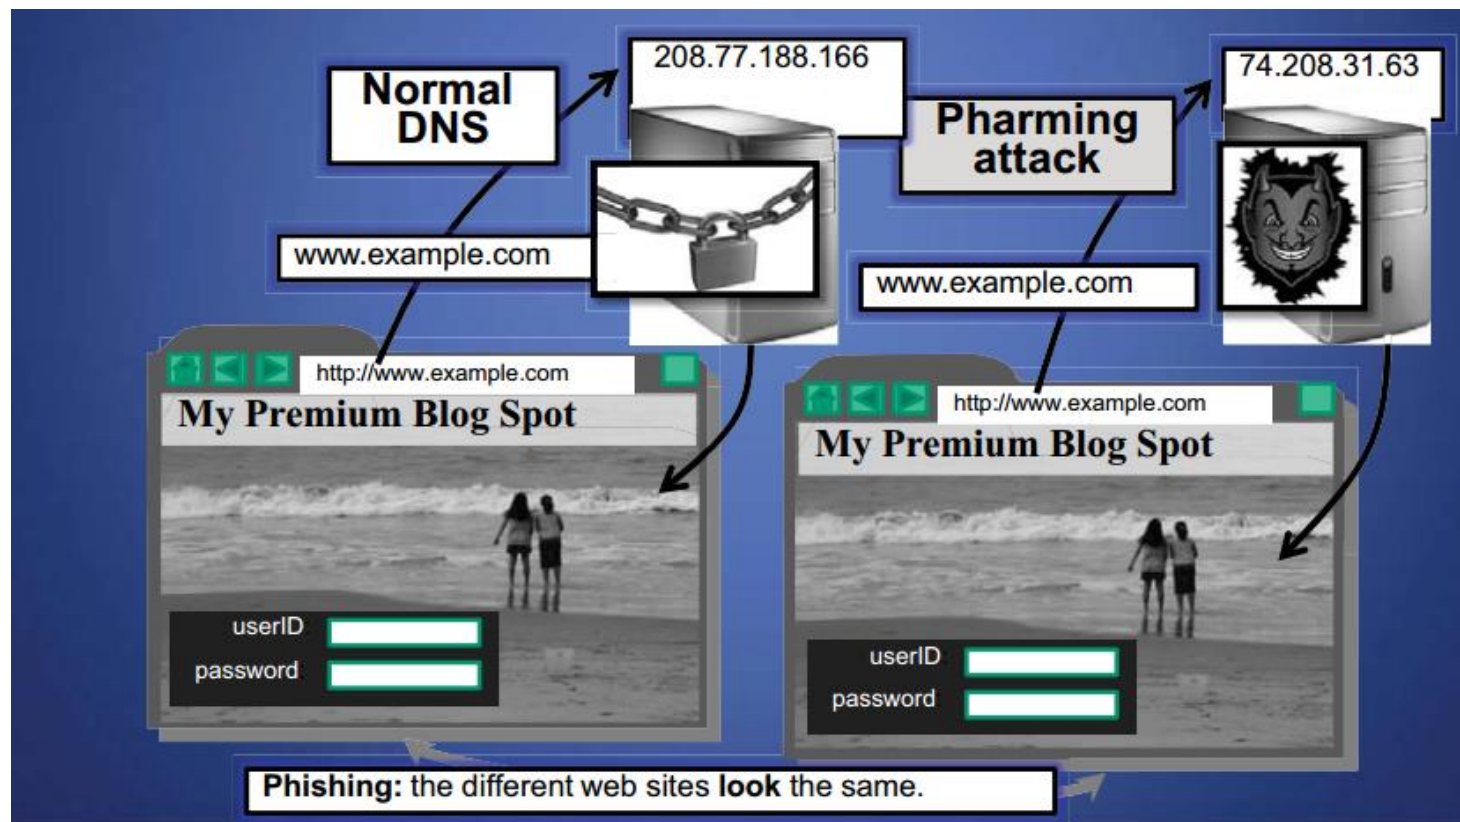 Normal
DNS
208.77.188.166
www.example.com
http://www.example.com
My Premium Blog Spot
userID
password
Pharming
attack
74.208.31.63
www.example.com
http://www.example.com
My Premium Blog Spot
userID
password
Phishing: the different web sites look the same.